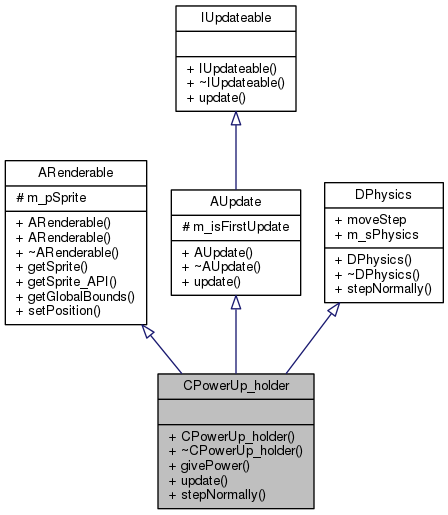 IUpdateable
+ IUpdateable()
+ ~IUpdateable()
+ update()
ARenderable
# m_pSprite
+ ARenderable()
+ ARenderable()
+ ~ARenderable()
+ getSprite()
+ getSprite_API()
+ getGlobalBounds()
+ setPosition()
AUpdate
# m_isFirstUpdate
+ AUpdate()
+ ~AUpdate()
+ update()
DPhysics
+ moveStep
+ m_sPhysics
+ DPhysics()
+ ~DPhysics()
+ stepNormally()
CPowerUp_holder
+ CPowerUp_holder()
+ ~CPowerUp_holder()
+ givePower()
+ update()
+ stepNormally()